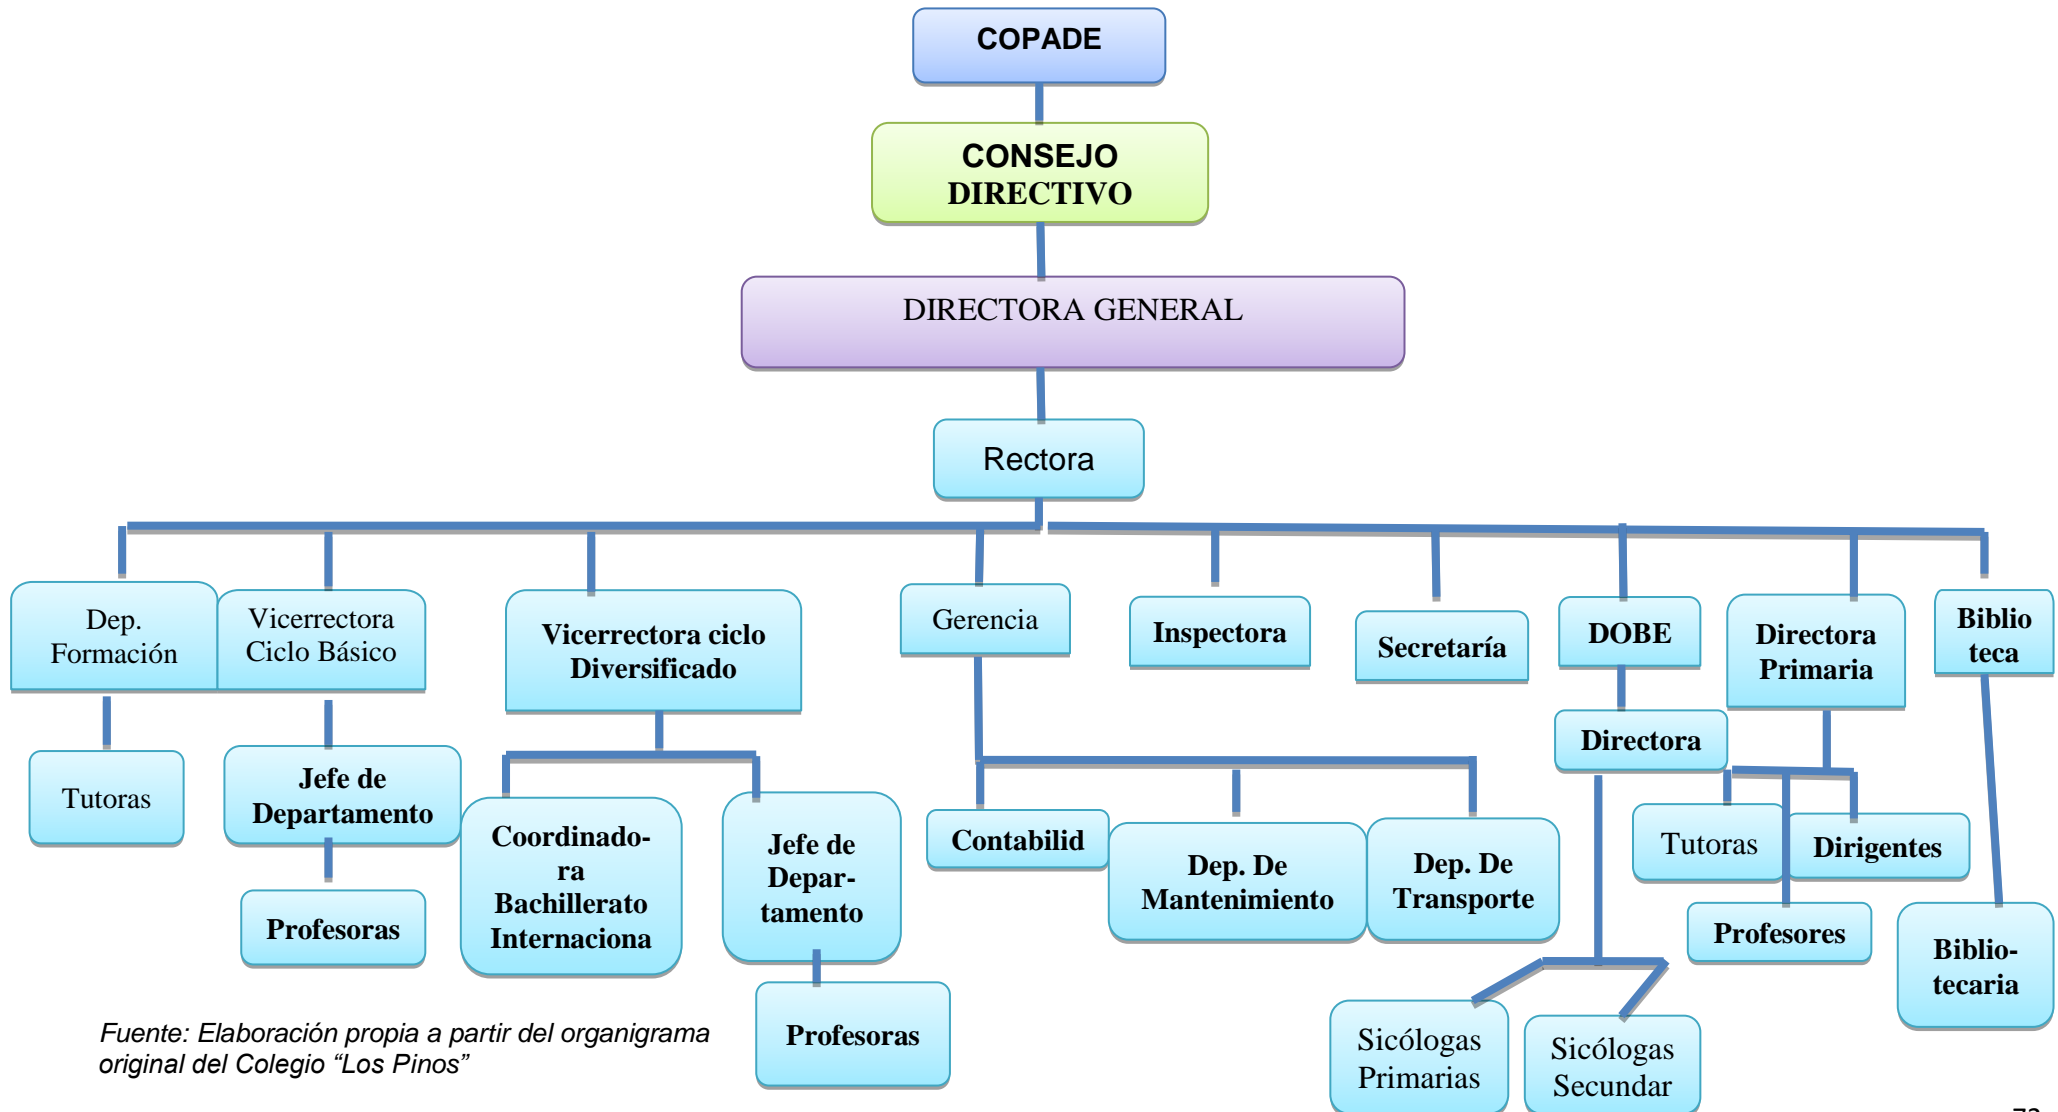 COPADE
CONSEJO
DIRECTIVO
DIRECTORA GENERAL
Rectora
Dep.
Formación
Vicerrectora
Ciclo Básico
Vicerrectora ciclo
Diversificado
Gerencia
Inspectora
Secretaría
DOBE
Directora
Primaria
Biblio
teca
Tutoras
Jefe de
Departamento
Profesoras
Coordinado-
ra
Bachillerato
Internaciona
Jefe de
Depar-
tamento
Profesoras
Contabilid
Dep. De
Mantenimiento
Dep. De
Transporte
Directora
Sicólogas
Primarias
Sicólogas
Secundar
Tutoras
Profesores
Dirigentes
Biblio-
tecaria
Fuente: Elaboración propia a partir del organigrama
original del Colegio “Los Pinos”